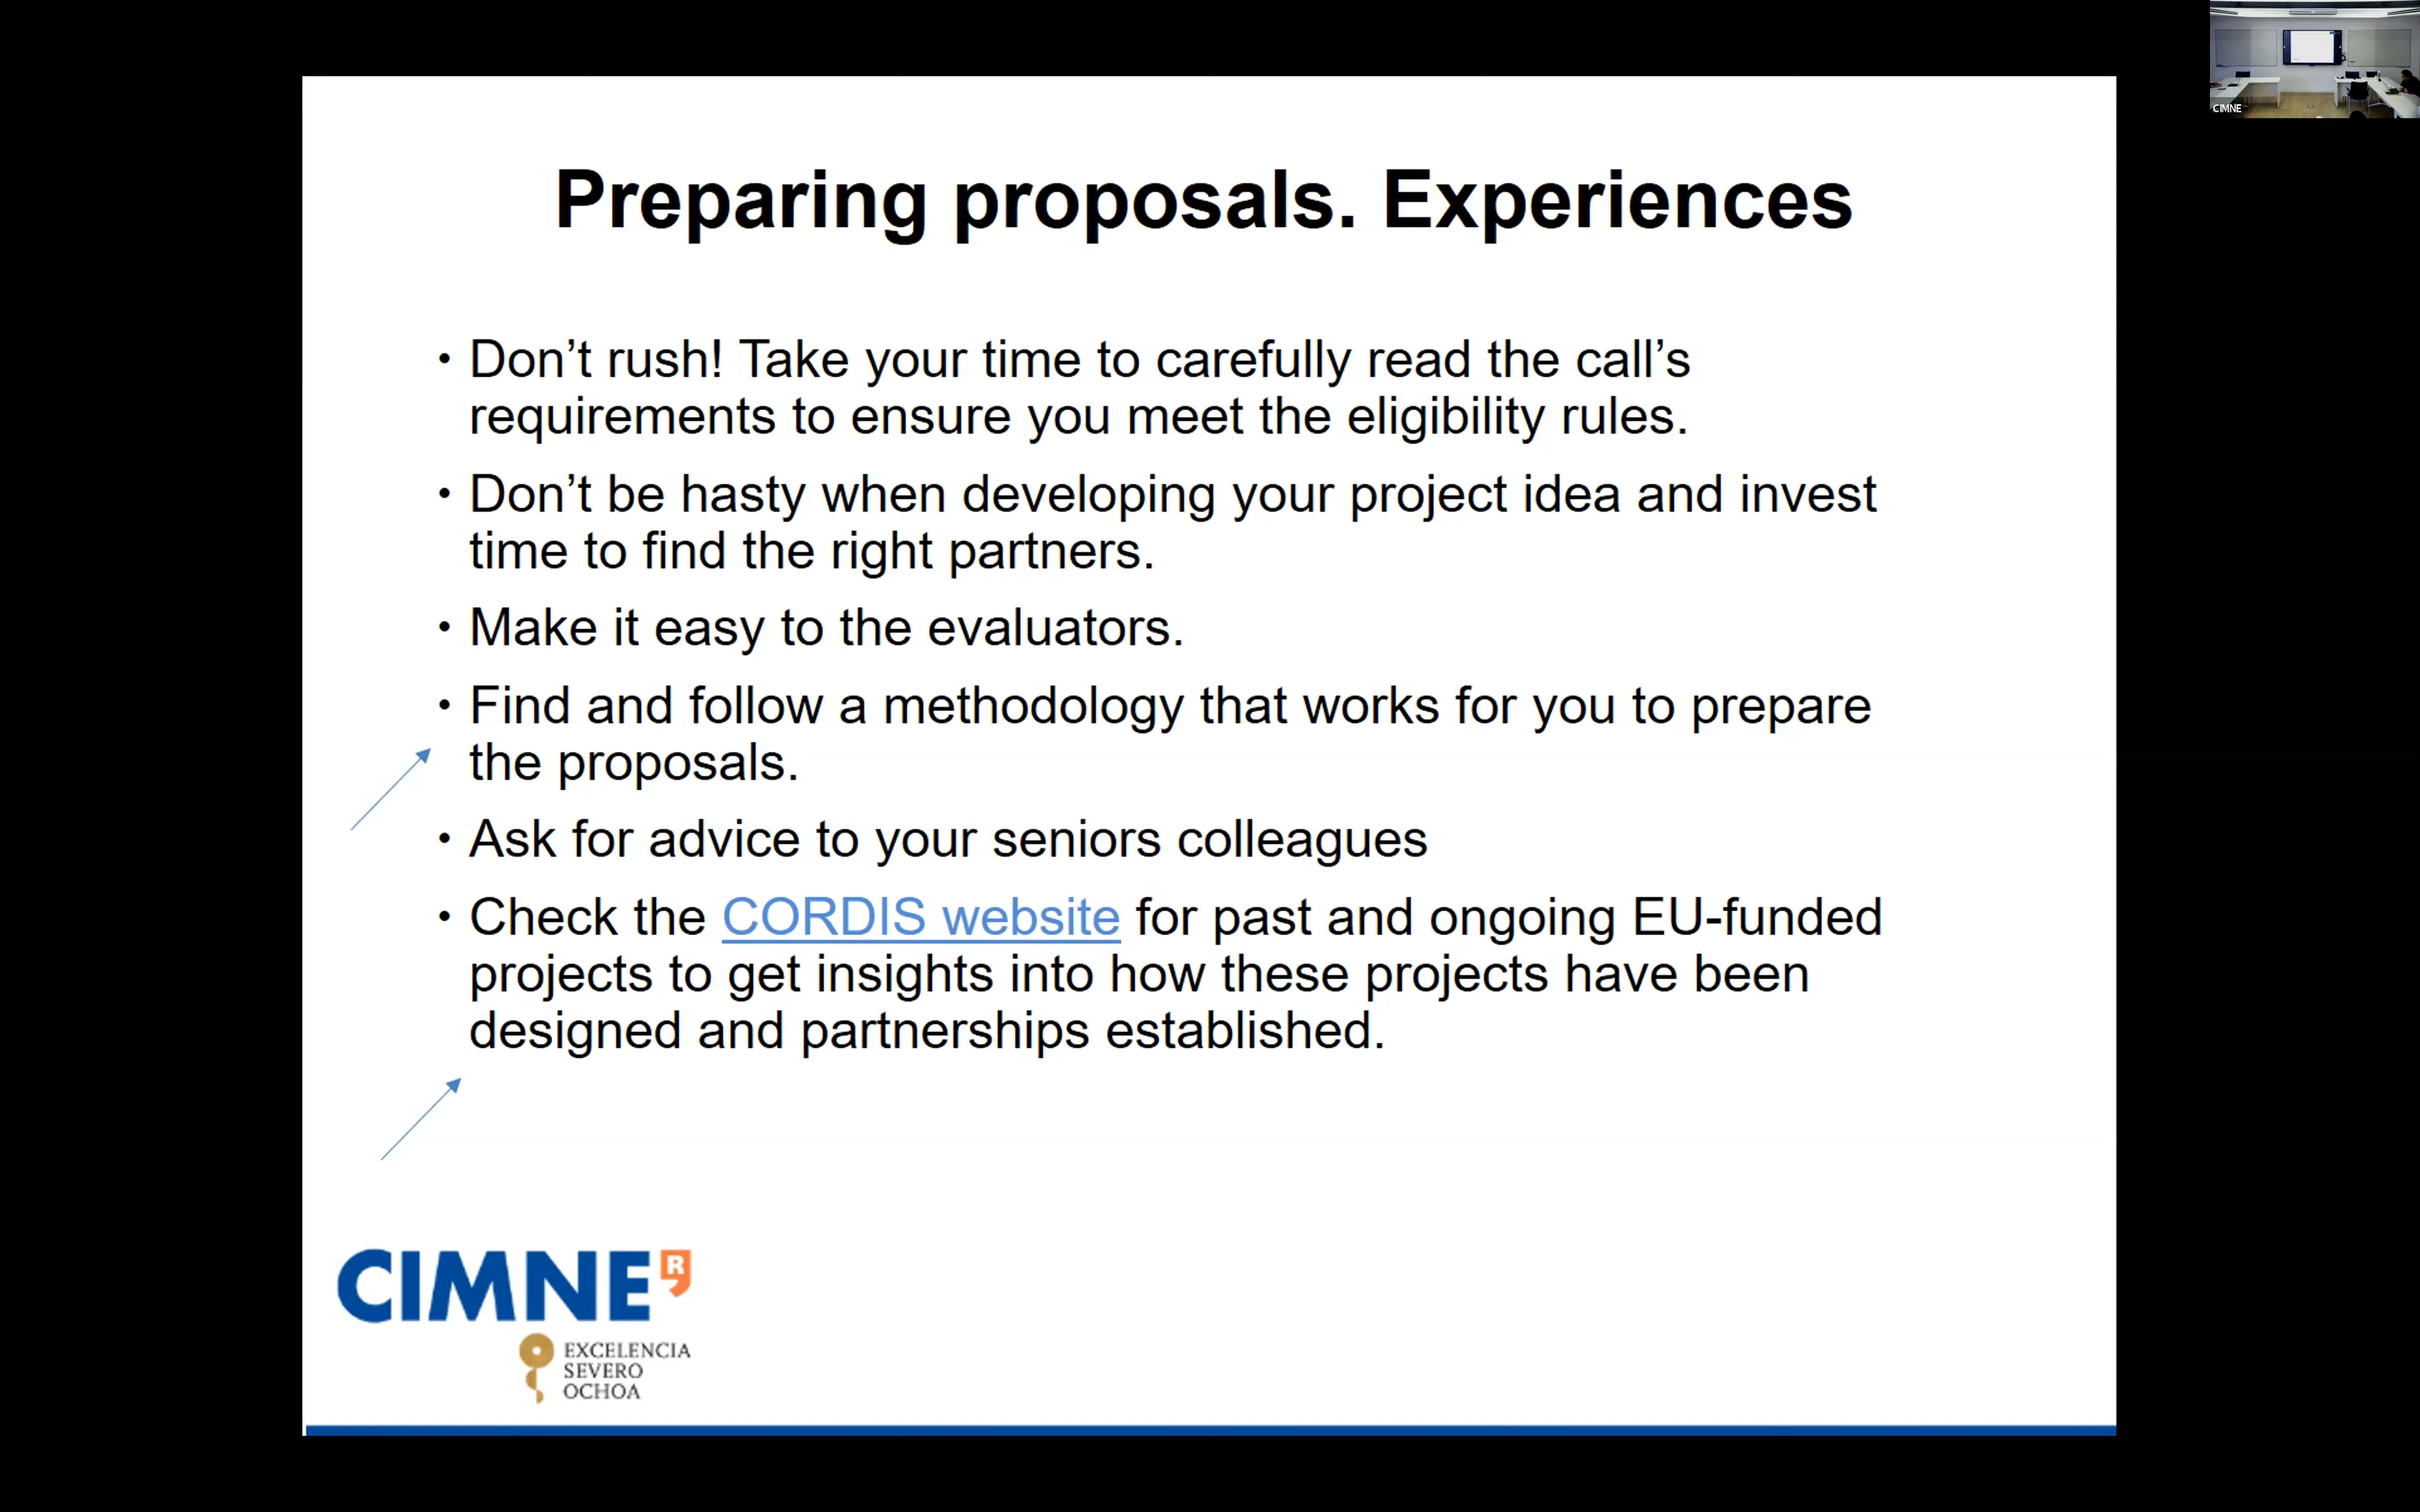 CIMNE
Preparing proposals. Experiences
• Don’t rush! Take your time to carefully read the call’s
requirements to ensure you meet the eligibility rules.
• Don’t be hasty when developing your project idea and invest
time to find the right partners.
• Make it easy to the evaluators.
• Find and follow a methodology that works for you to prepare
the proposals.
• Ask for advice to your seniors colleagues
• Check the CORDIS website for past and ongoing EU-funded
projects to get insights into how these projects have been
designed and partnerships established.
CIMNE R
EXCELENCIA
SEVERO
OCHOA